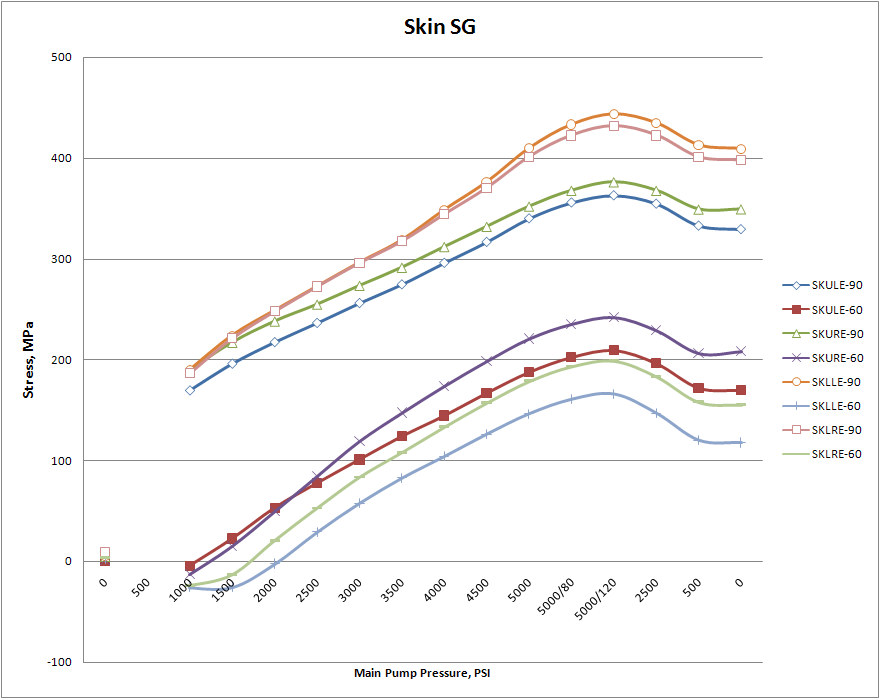 Skin SG
500
400
300
200
100
0
-100
Stress, MPa
0
500
1000
1500
2000
2500
3000
3500
4000
4500
5000
5000/80
5000/120
2500
500
0
Main Pump Pressure, PSI
SKULE-90
SKULE-60
SKURE-90
SKURE-60
SKLLE-90
SKLLE-60
SKLRE-90
SKLRE-60